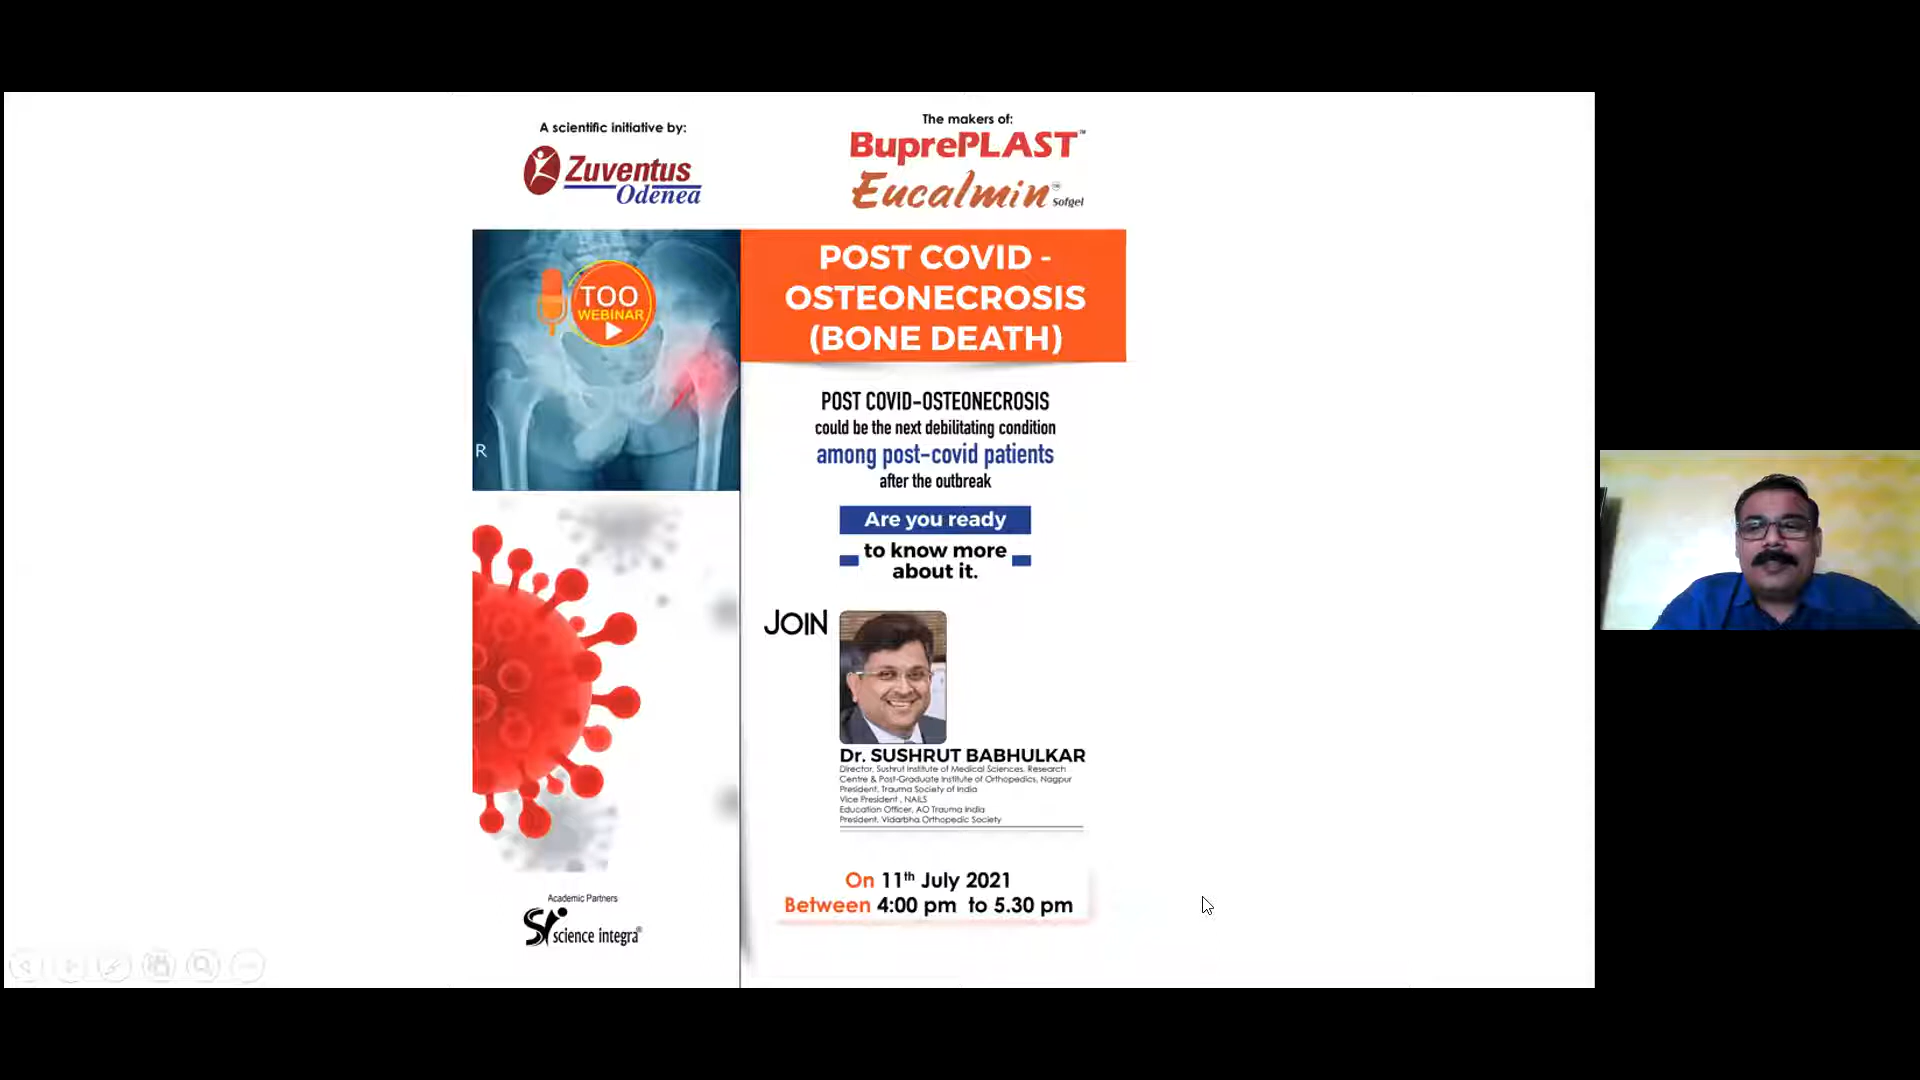 A scientific initiative by:
Zuventus
Odenea
The makers of:
BuprePLAST™
Eucalmin
Sofgel
TOO
WEBINAR
R
POST COVID -
OSTEONECROSIS
(BONE DEATH)
POST COVID-OSTEONECROSIS
could be the next debilitating condition
among post-covid patients
after the outbreak
Are you ready
to know more
about it.
JOIN
Dr. SUSHRUT BABHULKAR
Director, Sushrut Institute of Medical Sciences, Research
Centre & Post-Graduate Institute of Orthopedics, Nagpur
President, Trauma Society of India
Vice President , NAILS
Education Officer, AO Trauma India
President, Vidarbha Orthopedic Society
On 11th July 2021
Between 4:00 pm to 5.30 pm
Academic Partners
science integra®